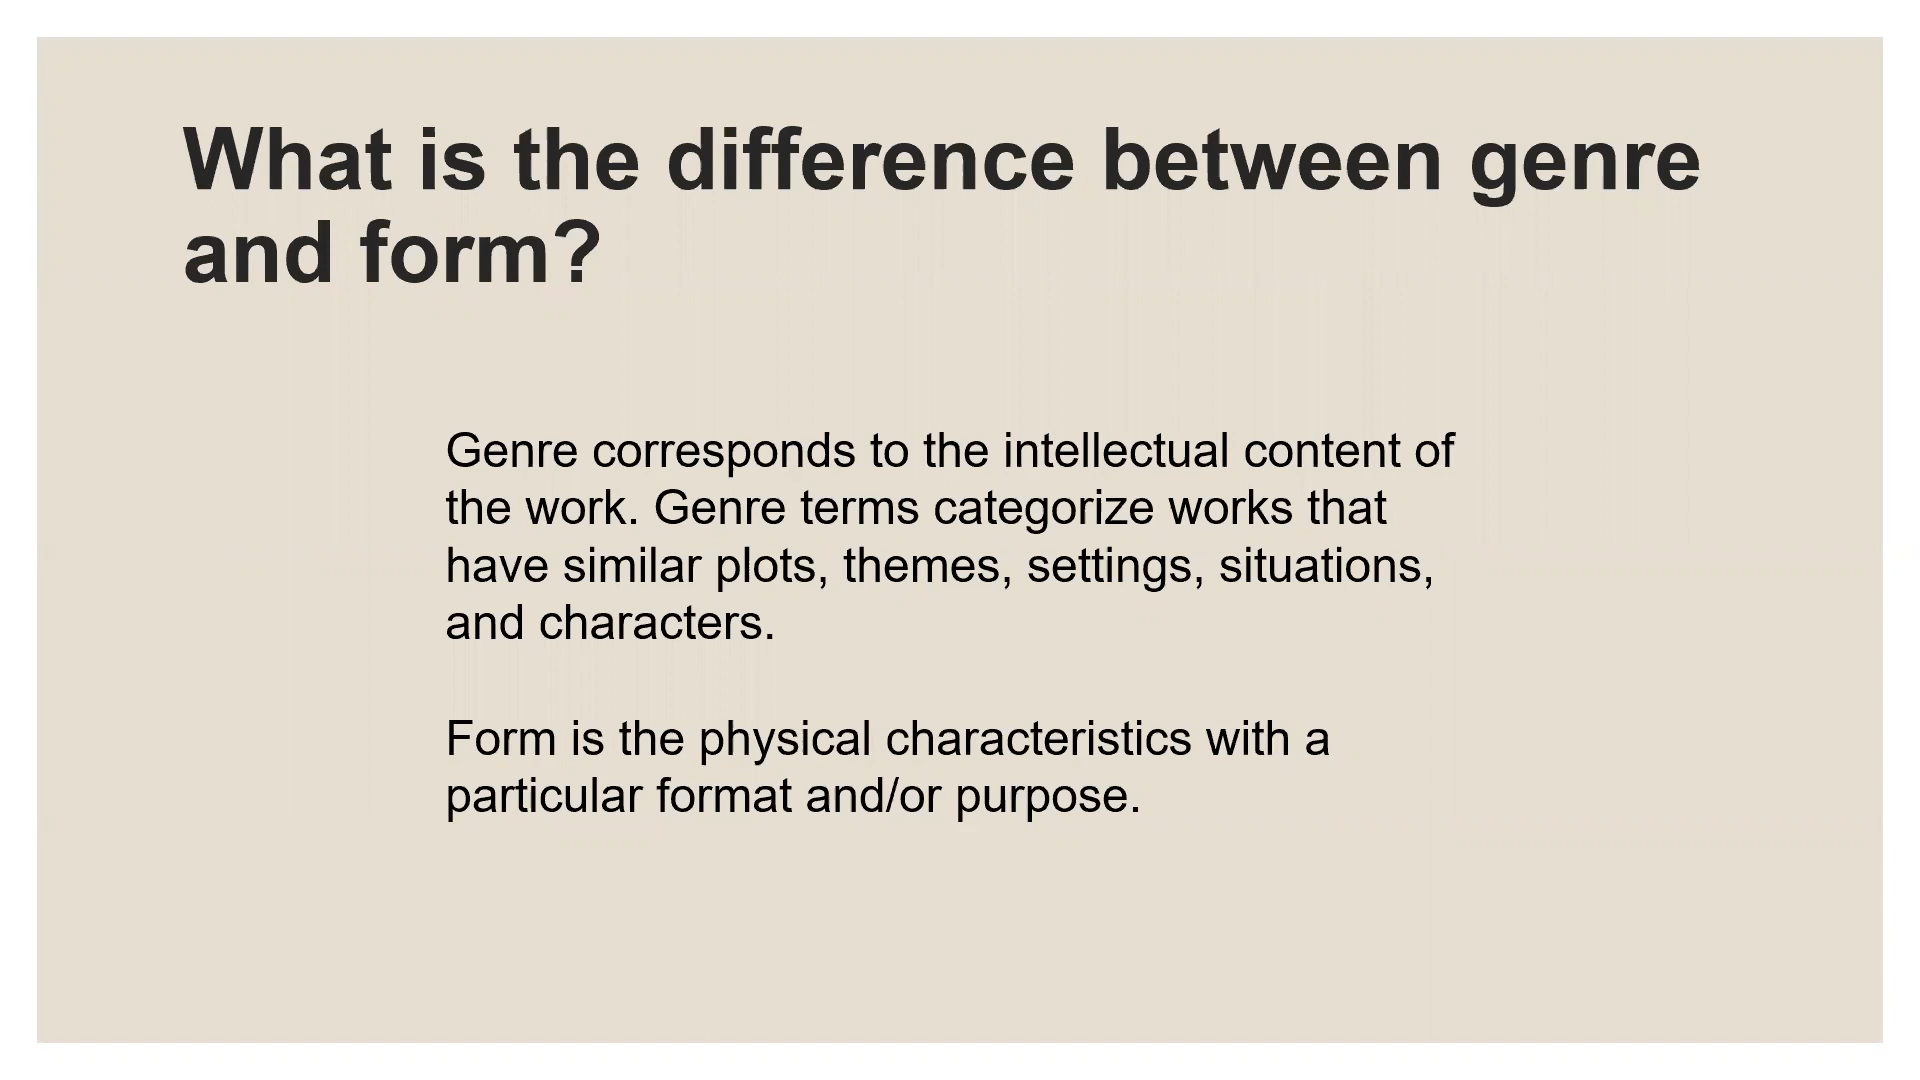 What is the difference between genre
and form?
Genre corresponds to the intellectual content of
the work. Genre terms categorize works that
have similar plots, themes, settings, situations,
and characters.
Form is the physical characteristics with a
particular format and/or purpose.